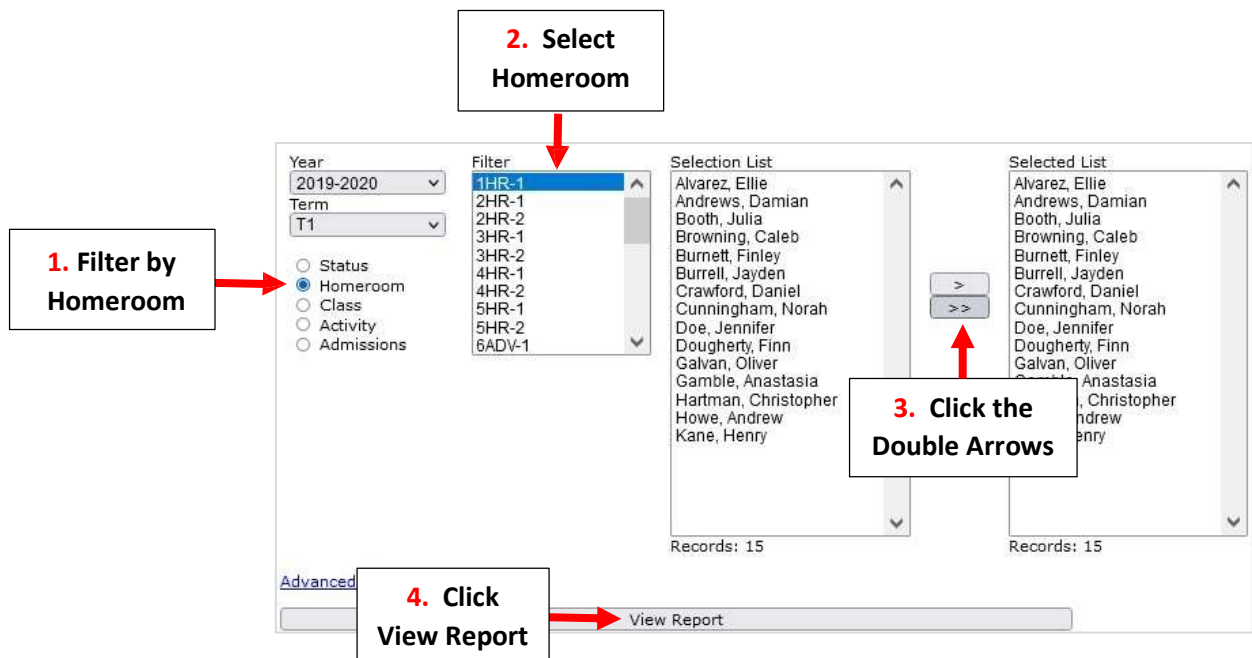 2. Select
Homeroom
Year
2019-2020
Term
T1
Status
Homeroom
Class
Activity
Admissions
1. Filter by
Homeroom
Filter
1HR-1
2HR-1
2HR-2
3HR-1
3HR-2
4HR-1
4HR-2
5HR-1
5HR-2
6ADV-1
Selection List
Alvarez, Ellie
Andrews, Damian
Booth, Julia
Browning, Caleb
Burnett, Finley
Burrell, Jayden
Crawford, Daniel
Cunningham, Norah
Doe, Jennifer
Dougherty, Finn
Galvan, Oliver
Gamble, Anastasia
Hartman, Christopher
Howe, Andrew
Kane, Henry
Records: 15
>
>>
3. Click the
Double Arrows
Selected List
Alvarez, Ellie
Andrews, Damian
Booth, Julia
Browning, Caleb
Burnett, Finley
Burrell, Jayden
Crawford, Daniel
Cunningham, Norah
Doe, Jennifer
Dougherty, Finn
Galvan, Oliver
Anastasia
Christopher
Records: 15
Advanced
4. Click
View Report
View Report